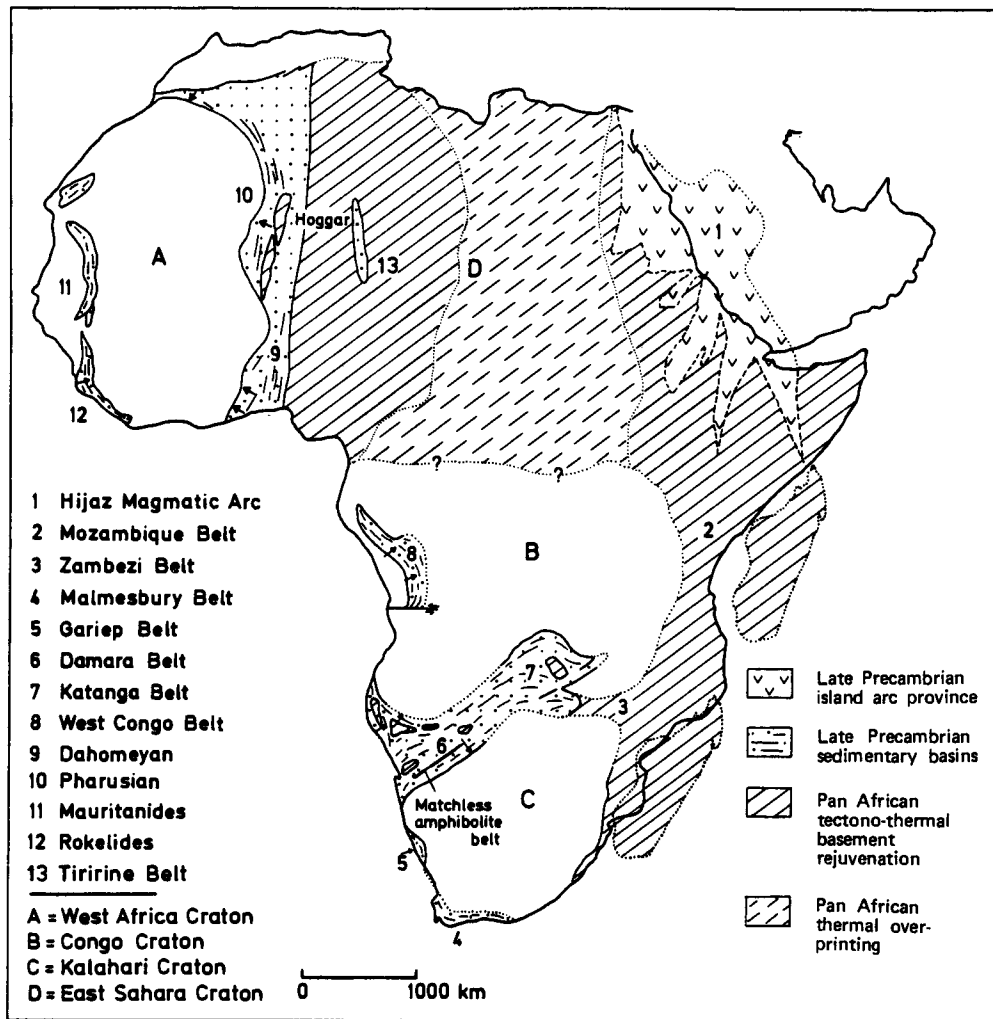 1
10
Hoggar
A
13
D
11
9
12
?
?
1 Hijaz Magmatic Arc
2 Mozambique Belt
3 Zambezi Belt
4 Malmesbury Belt
5 Gariep Belt
6 Damara Belt
7 Katanga Belt
8 West Congo Belt
9 Dahomeyan
10 Pharusian
11 Mauritanides
12 Rokelides
13 Tiririne Belt
A = West Africa Craton
B = Congo Craton
C = Kalahari Craton
D = East Sahara Craton
2
8
B
7
3
6
C
Matchless
amphibolite
belt
5
4
0 1000 km
Late Precambrian
island arc province
Late Precambrian
sedimentary basins
Pan African
tectono-thermal
basement
rejuvenation
Pan African
thermal over-
printing